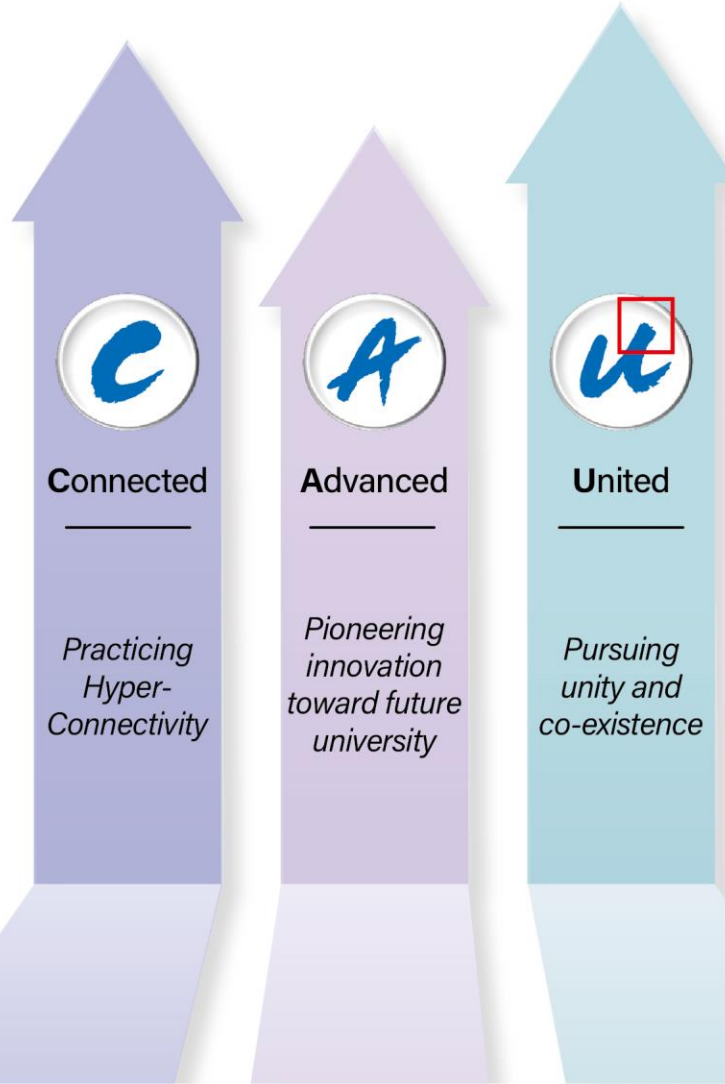 C
Connected
Practicing
Hyper-
Connectivity
A
Advanced
Pioneering
innovation
toward future
university
u
United
Pursuing
unity and
co-existence